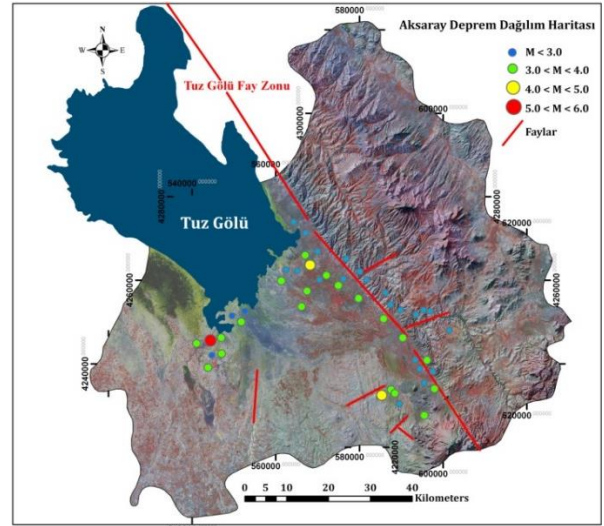 Aksaray Deprem Dağılım Haritası
M < 3.0
3.0 < M < 4.0
4.0 < M < 5.0
5.0 < M < 6.0
Faylar
N
W E
S
Tuz Gölü Fay Zonu
Tuz Gölü
580000
600000
4300000
560000
540000
4280000
4280000
620000
4260000
4260000
4240000
560000
580000
4220000
600000
620000
0 5 10 20 30 40
Kilometers